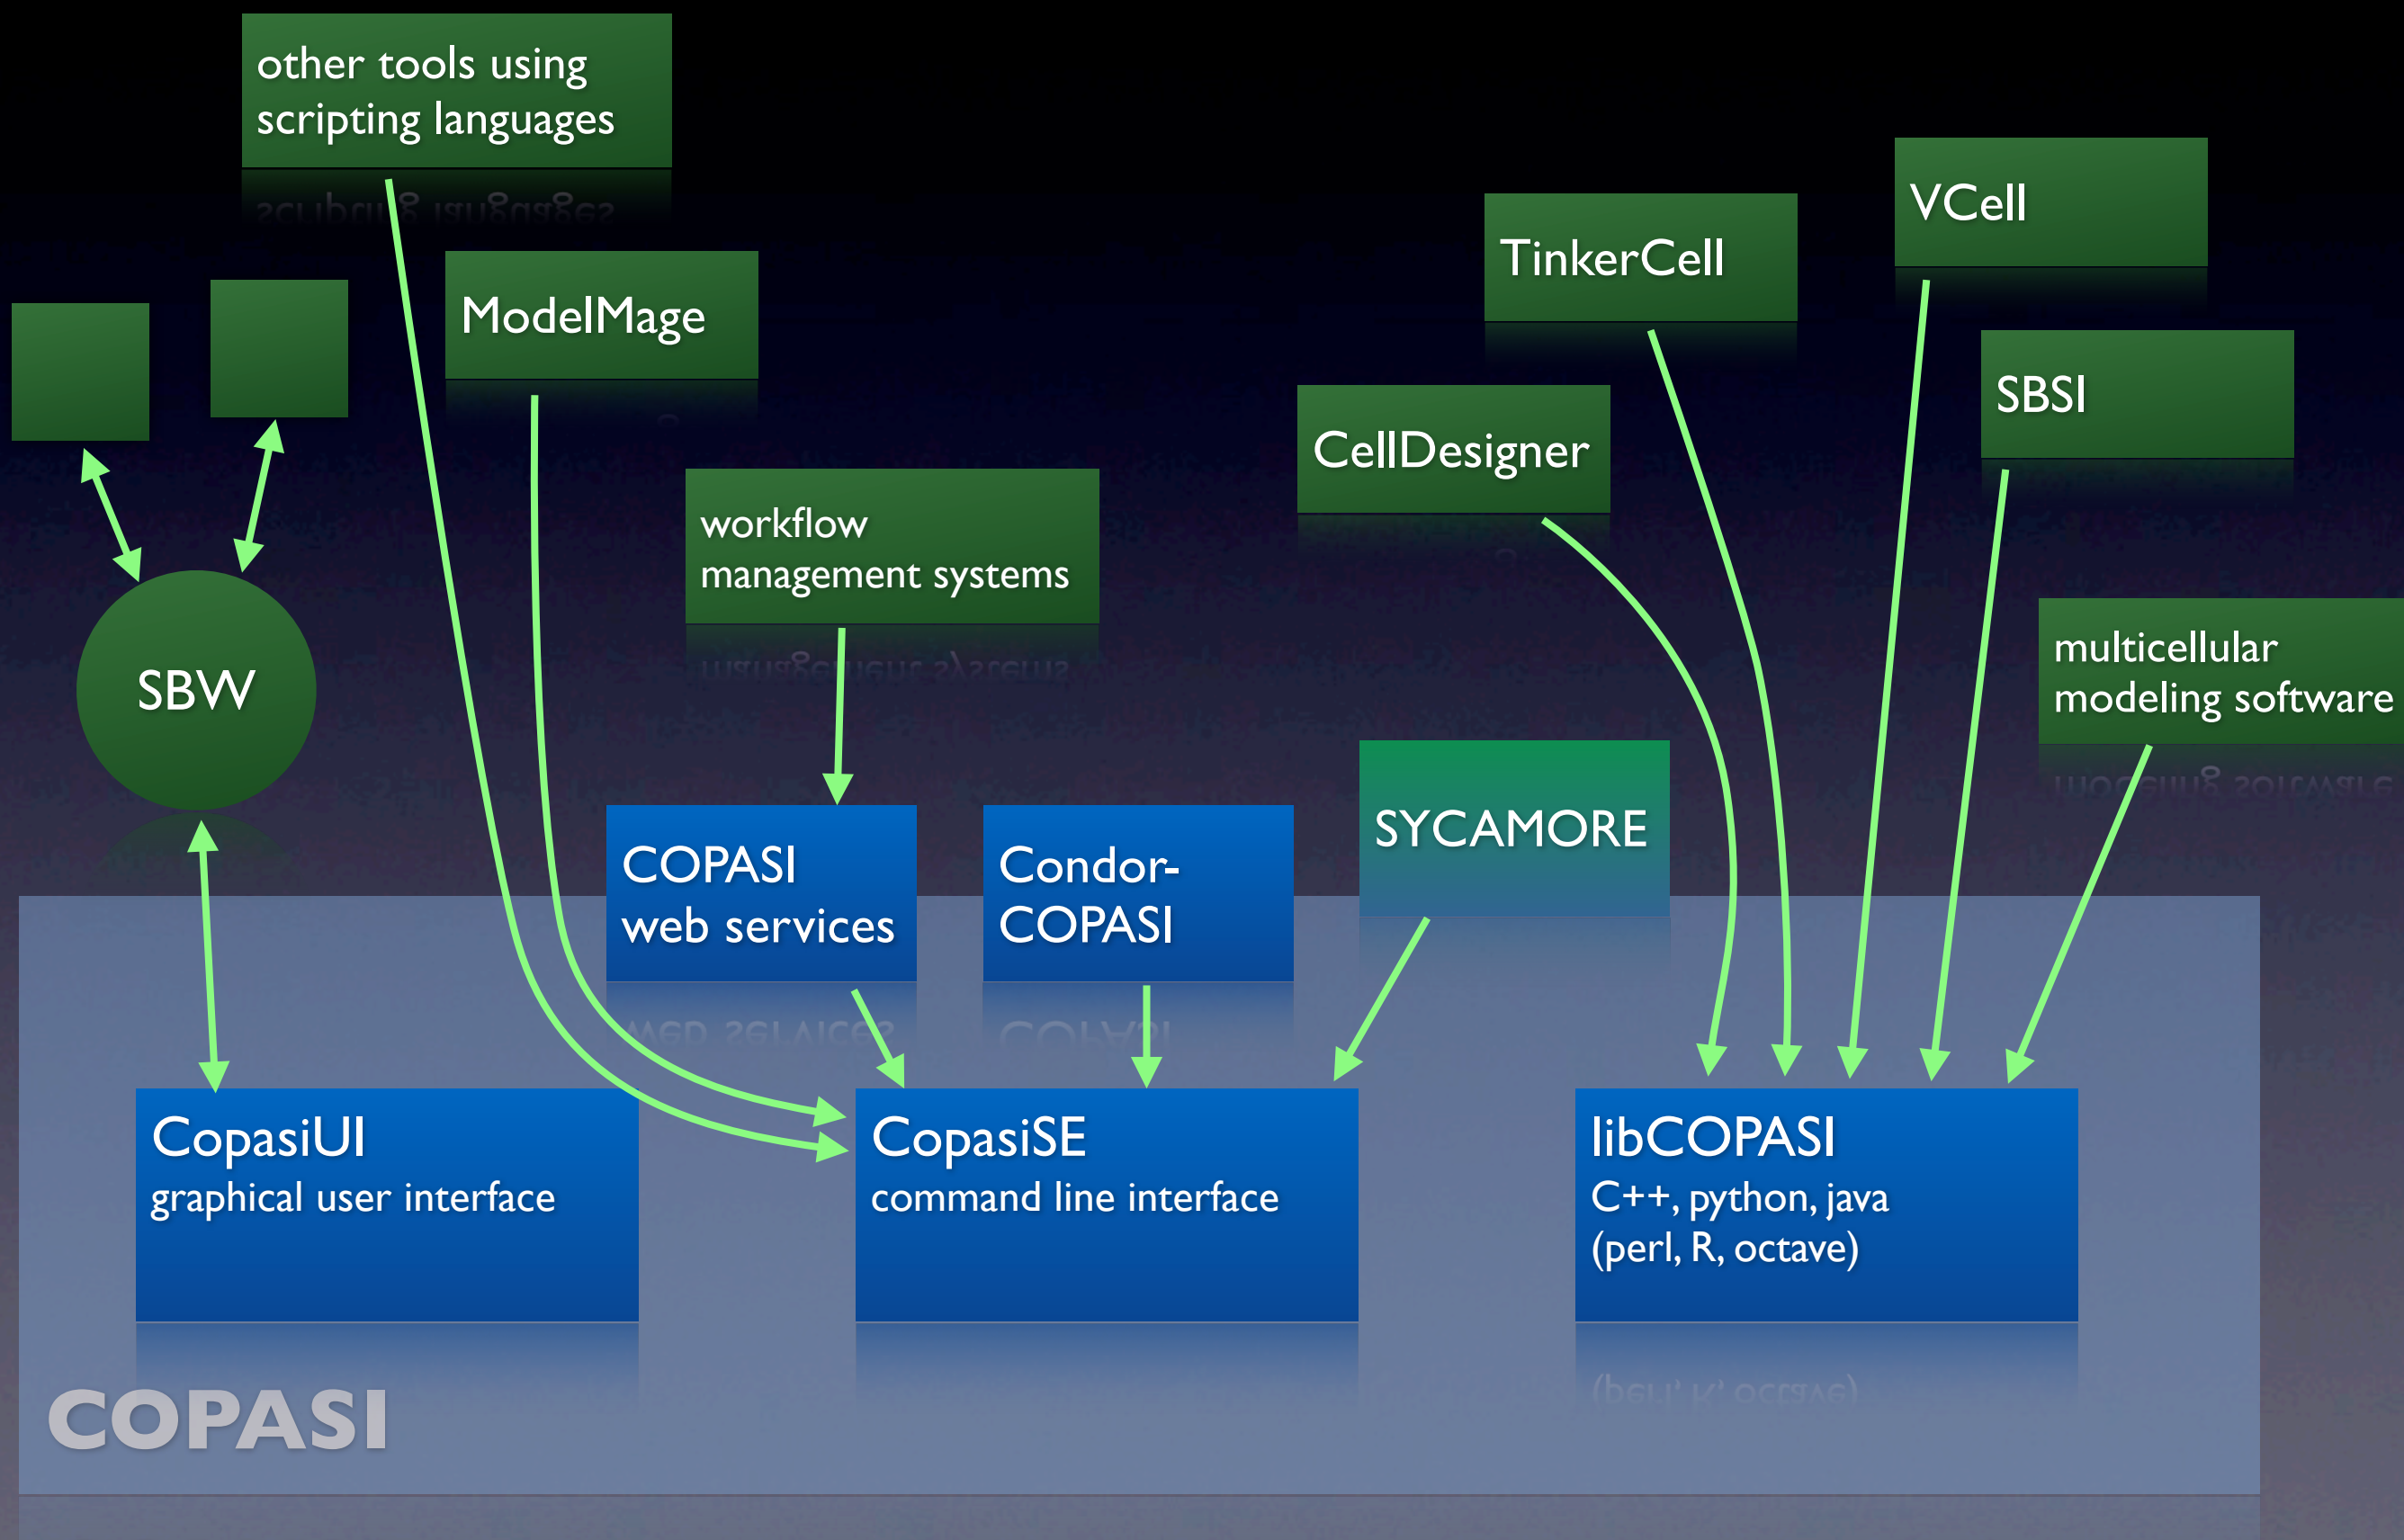 other tools using
scripting languages
ModelMage
TinkerCell
VCell
SBSI
CellDesigner
workflow
management systems
multicellular
modeling software
SBW
COPASI
web services
Condor-
COPASI
SYCAMORE
CopasiUI
graphical user interface
CopasiSE
command line interface
libCOPASI
C++, python, java
(perl, R, octave)
COPASI